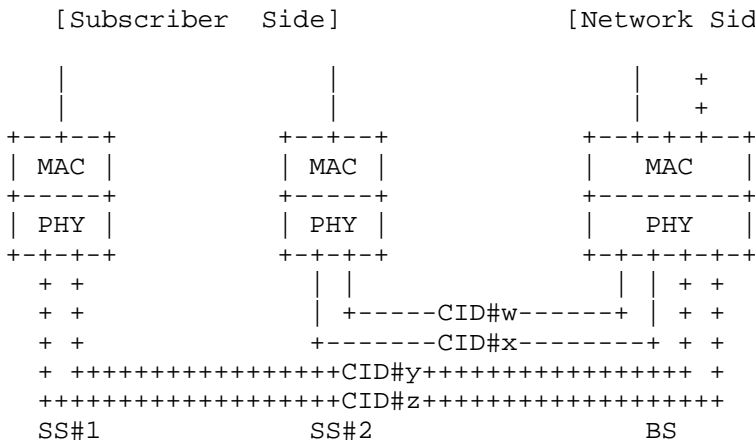 [Subscriber Side] [Network Sid
MAC MAC MAC
PHY PHY PHY
CID#w
CID#x
CID#y
CID#z
SS#1 SS#2 BS